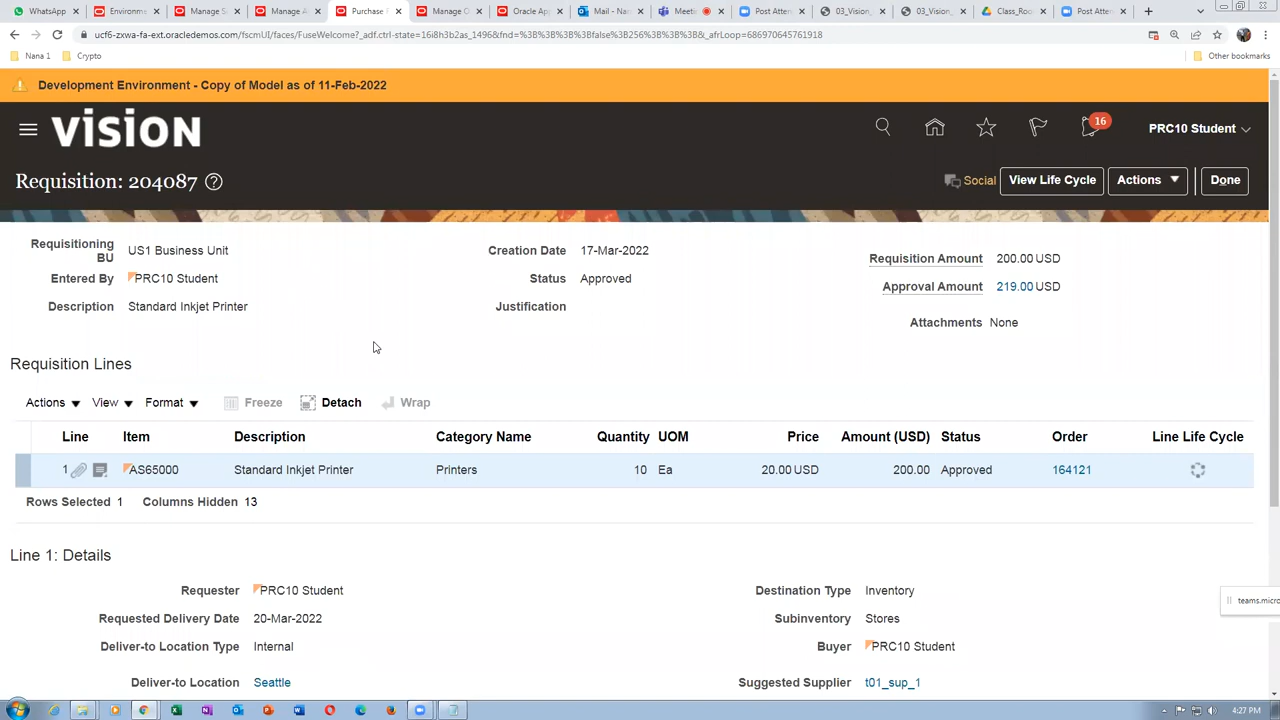 WhatsApp
Environme
Manage S
Manage A
Purchase F
Manage C
Oracle Ap
Mail - Na
Meeti
Post Atten
03_Vision_
03_Vision_
Class_Roo
Post Atten
ucf6-zxwa-fa-ext.oracledemos.com/fscmUI/faces/FuseWelcome?_adf.ctrl-state=16i8h3b2as_1496&fnd=%3B%3B%3B%3Bfalse%3B256%3B%3B%3B&_afrLoop=686970645761918
Nana 1 Crypto Other bookmarks
Development Environment - Copy of Model as of 11-Feb-2022
VISION 16 PRC10 Student
Requisition: 204087 Social View Life Cycle Actions Done
Requisitioning BU US1 Business Unit
Creation Date 17-Mar-2022
Requisition Amount 200.00 USD
Entered By PRC10 Student
Status Approved
Approval Amount 219.00 USD
Description Standard Inkjet Printer
Justification
Attachments None
Requisition Lines
Actions View Format Freeze Detach Wrap
Line Item Description Category Name Quantity UOM Price Amount (USD) Status Order Line Life Cycle
1 AS65000 Standard Inkjet Printer Printers 10 Ea 20.00 USD 200.00 Approved 164121
Rows Selected 1 Columns Hidden 13
Line 1: Details
Requester PRC10 Student Destination Type Inventory
teams.micro
Requested Delivery Date 20-Mar-2022 Subinventory Stores
Deliver-to Location Type Internal Buyer PRC10 Student
Deliver-to Location Seattle Suggested Supplier t01_sup_1
4:27 PM